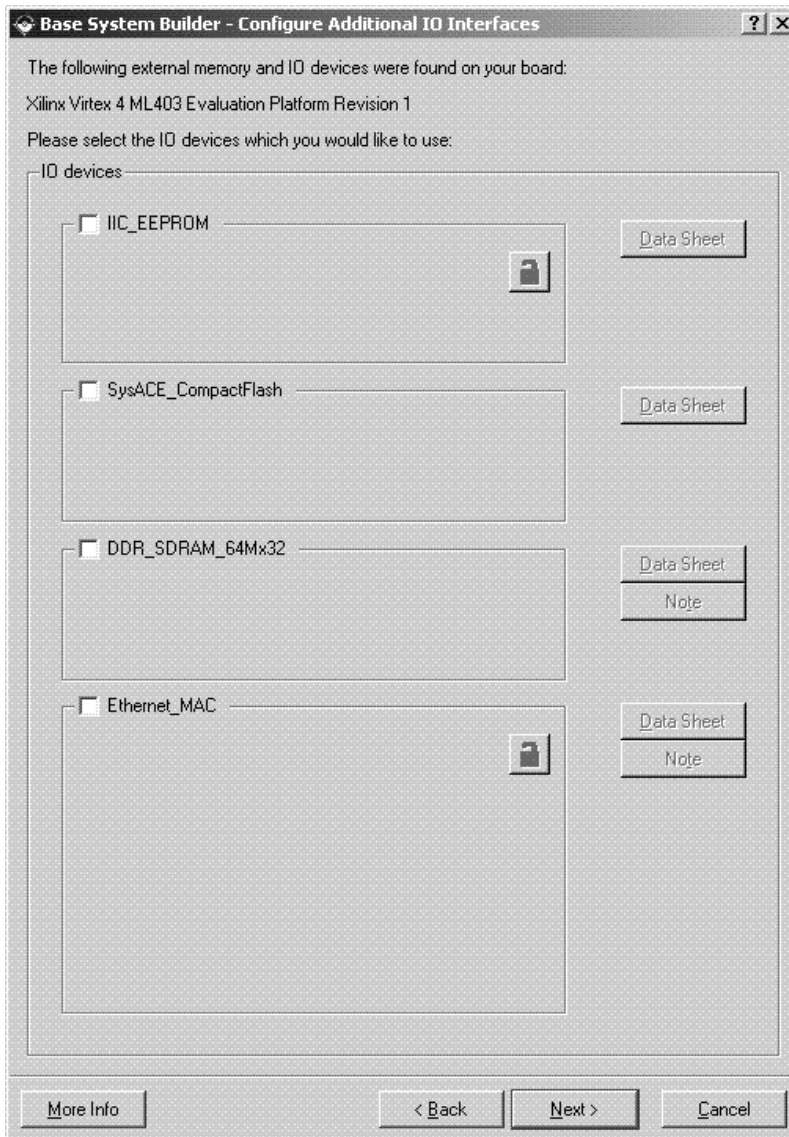 Base System Builder - Configure Additional IO Interfaces
The following external memory and IO devices were found on your board:
Xilinx Virtex 4 ML403 Evaluation Platform Revision 1
Please select the IO devices which you would like to use:
IO devices
IIC_EEPROM
Data Sheet
SysACE_CompactFlash
Data Sheet
DDR_SDRAM_64Mx32
Data Sheet
Note
Ethernet_MAC
Data Sheet
Note
More Info
< Back
Next >
Cancel